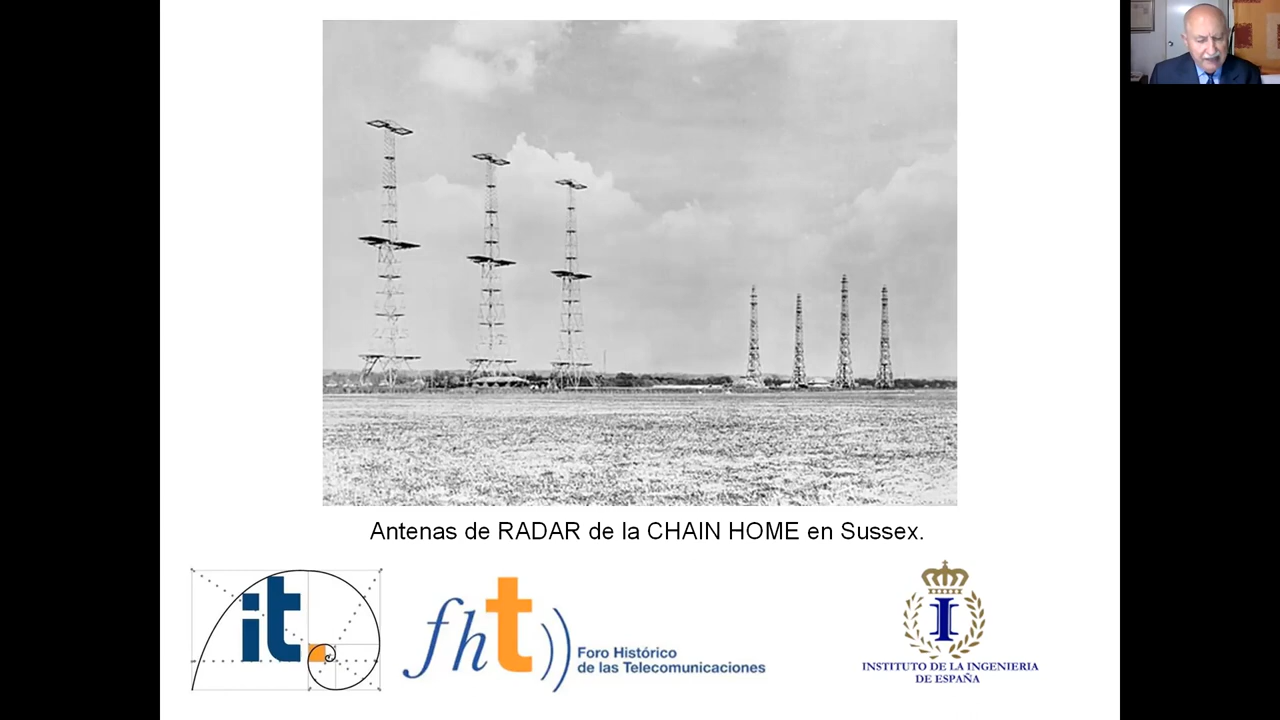 Antenas de RADAR de la CHAIN HOME en Sussex.
it
fht
Foro Histórico
de las Telecomunicaciones
I
INSTITUTO DE LA INGENIERIA
DE ESPAÑA